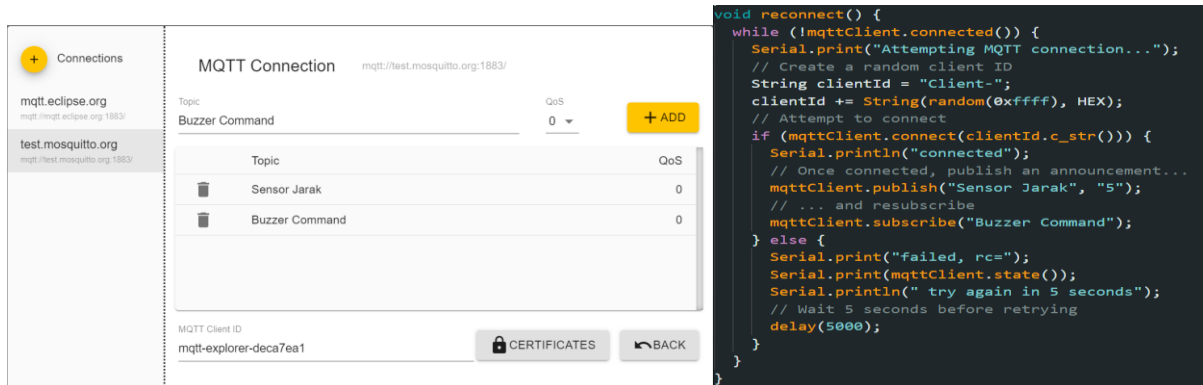 + Connections
mqtt.eclipse.org
mqtt://mqtt.eclipse.org:1883/
test.mosquitto.org
mqtt://test.mosquitto.org:1883/
MQTT Connection mqtt://test.mosquitto.org:1883/
Topic QoS
Buzzer Command 0 + ADD
Topic QoS
Sensor Jarak 0
Buzzer Command 0
MQTT Client ID
mqtt-explorer-deca7ea1 CERTIFICATES BACK
void reconnect() {
  while (!mqttClient.connected()) {
    Serial.print("Attempting MQTT connection...");
    // Create a random client ID
    String clientId = "Client-";
    clientId += String(random(0xffff), HEX);
    // Attempt to connect
    if (mqttClient.connect(clientId.c_str())) {
      Serial.println("connected");
      // Once connected, publish an announcement...
      mqttClient.publish("Sensor Jarak", "5");
      // ... and resubscribe
      mqttClient.subscribe("Buzzer Command");
    } else {
      Serial.print("failed, rc=");
      Serial.print(mqttClient.state());
      Serial.println(" try again in 5 seconds");
      // Wait 5 seconds before retrying
      delay(5000);
    }
  }
}